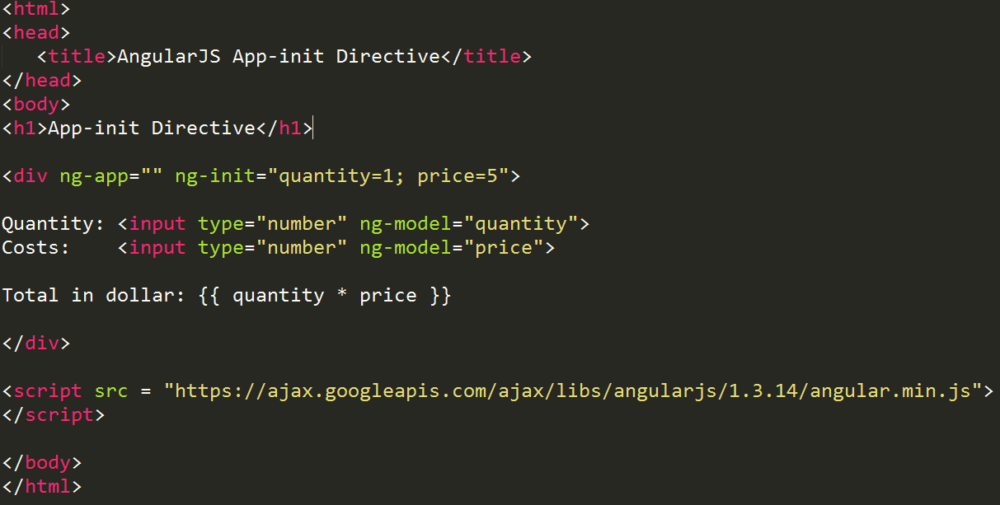 <html>
<head>
   <title>AngularJS App-init Directive</title>
</head>
<body>
<h1>App-init Directive</h1>
<div ng-app="" ng-init="quantity=1; price=5">
Quantity: <input type="number" ng-model="quantity">
Costs:    <input type="number" ng-model="price">
Total in dollar: {{ quantity * price }}
</div>
<script src = "https://ajax.googleapis.com/ajax/libs/angularjs/1.3.14/angular.min.js">
</script>
</body>
</html>